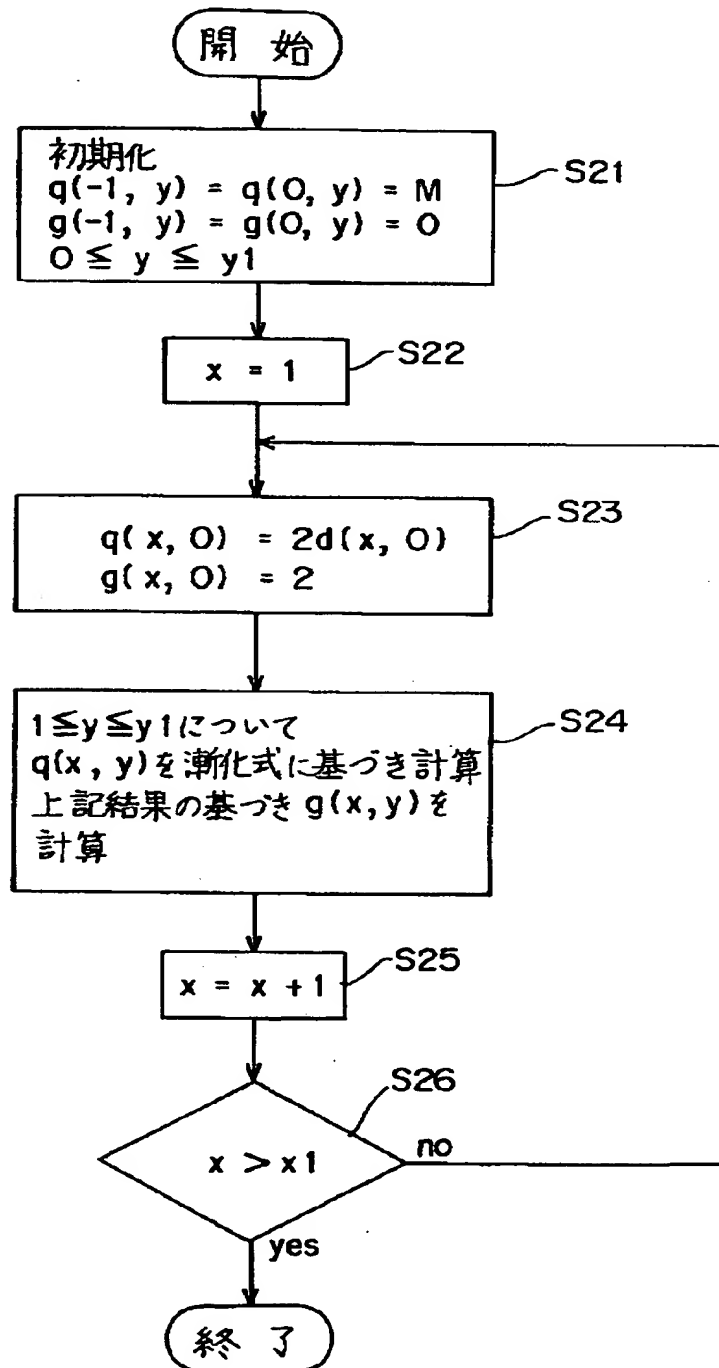 開 始
初期化
q(-1, y) = q(0, y) = M
g(-1, y) = g(0, y) = 0
0 ≦ y ≦ y1
S21
x = 1
S22
q(x, 0) = 2d(x, 0)
g(x, 0) = 2
S23
1≦y≦y1について
q(x, y)を漸化式に基づき計算
上記結果の基づき g(x,y)を
計算
S24
x = x + 1
S25
x > x1
S26
no
yes
終 了